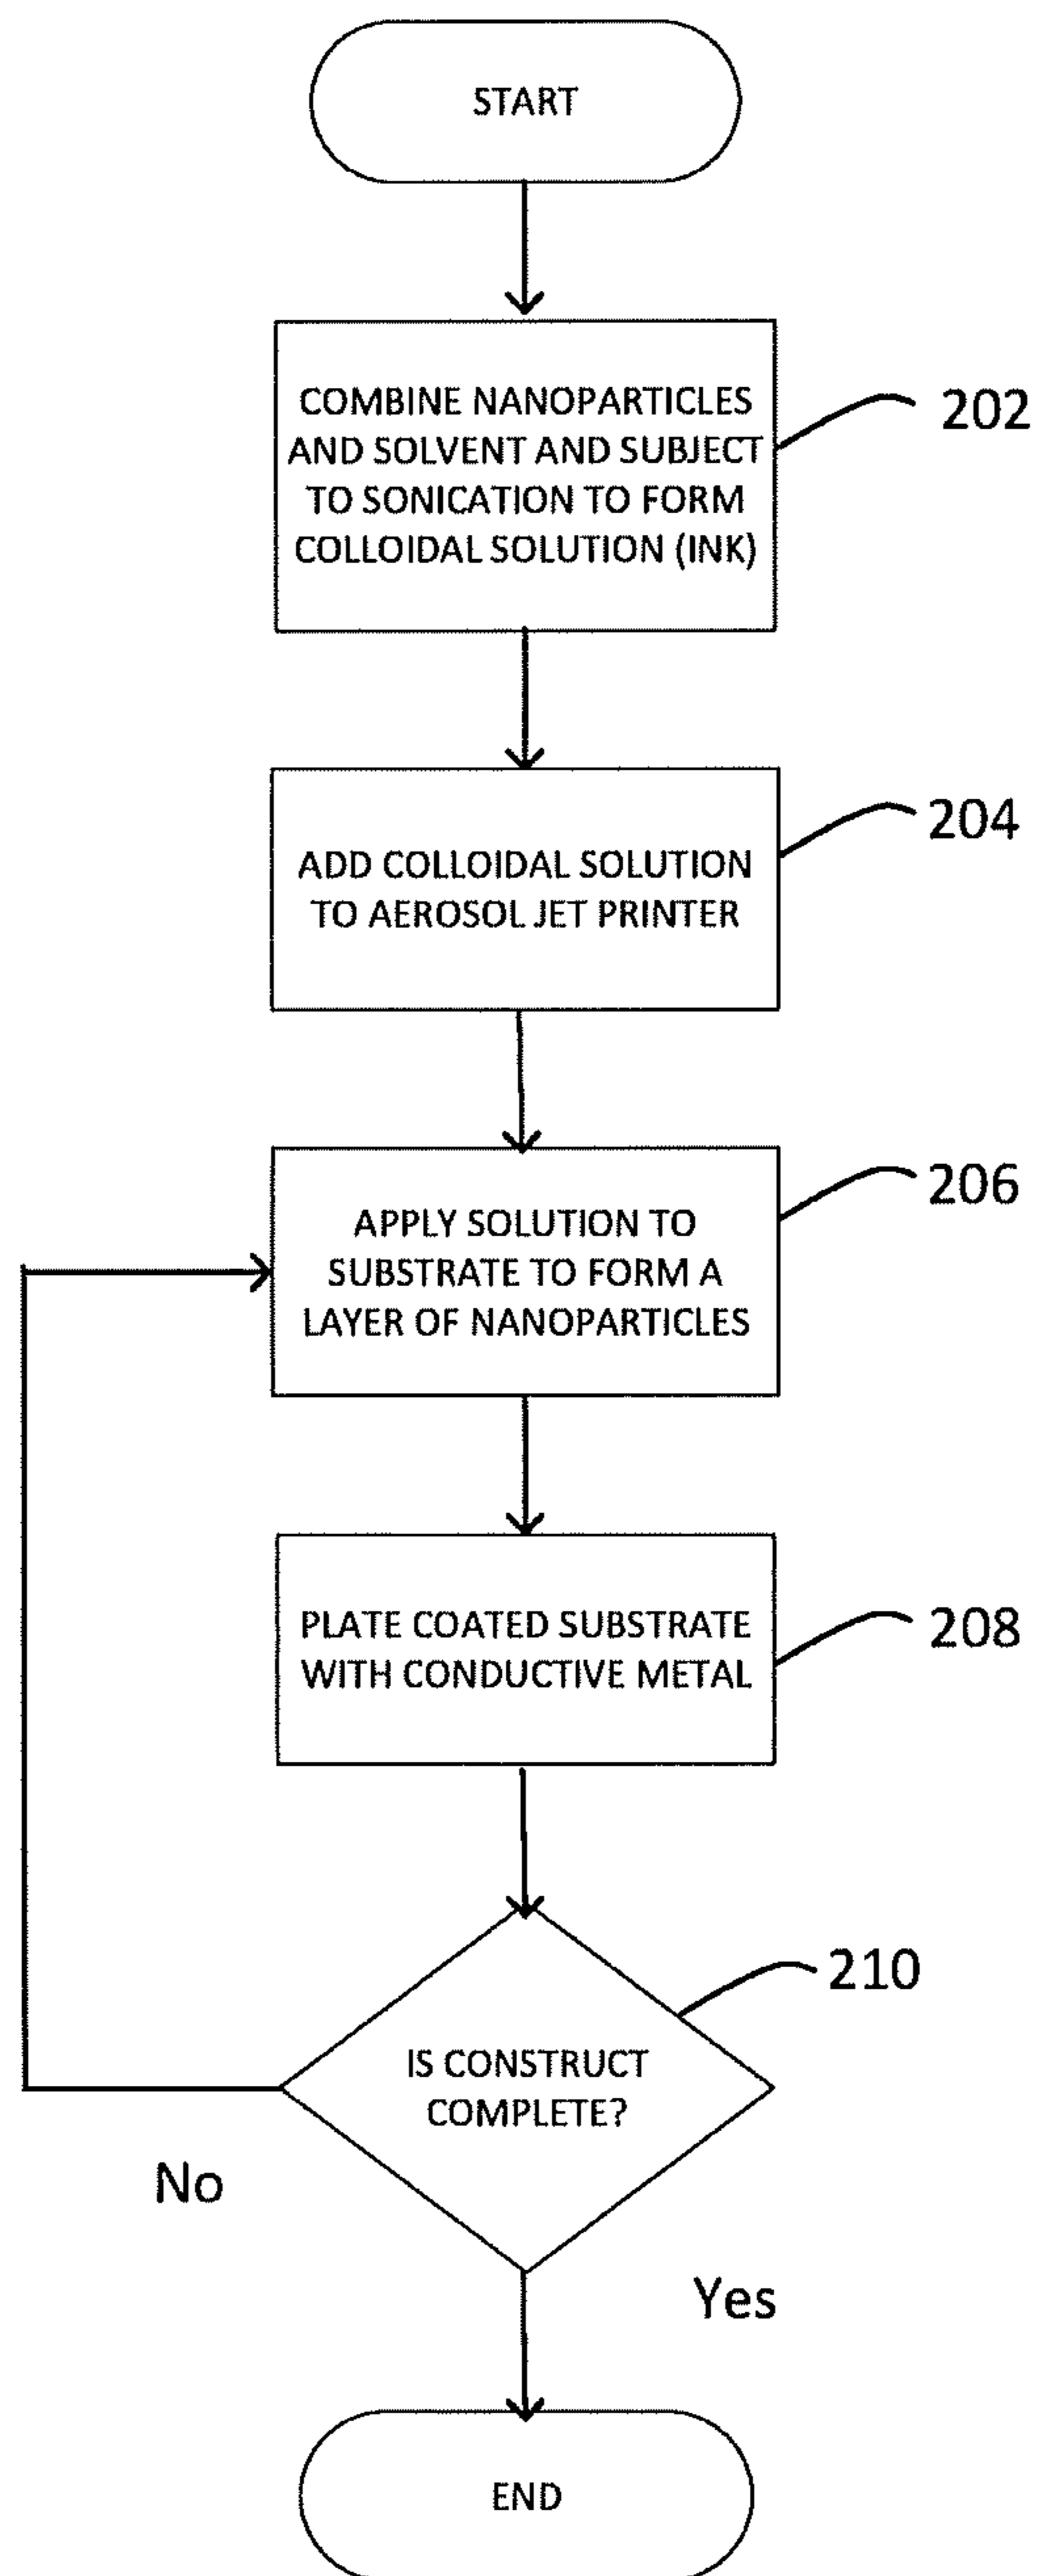 START
COMBINE NANOPARTICLES
AND SOLVENT AND SUBJECT
TO SONICATION TO FORM
COLLOIDAL SOLUTION (INK)
202
ADD COLLOIDAL SOLUTION
TO AEROSOL JET PRINTER
204
APPLY SOLUTION TO
SUBSTRATE TO FORM A
LAYER OF NANOPARTICLES
206
PLATE COATED SUBSTRATE
WITH CONDUCTIVE METAL
208
IS CONSTRUCT
COMPLETE?
210
No
Yes
END